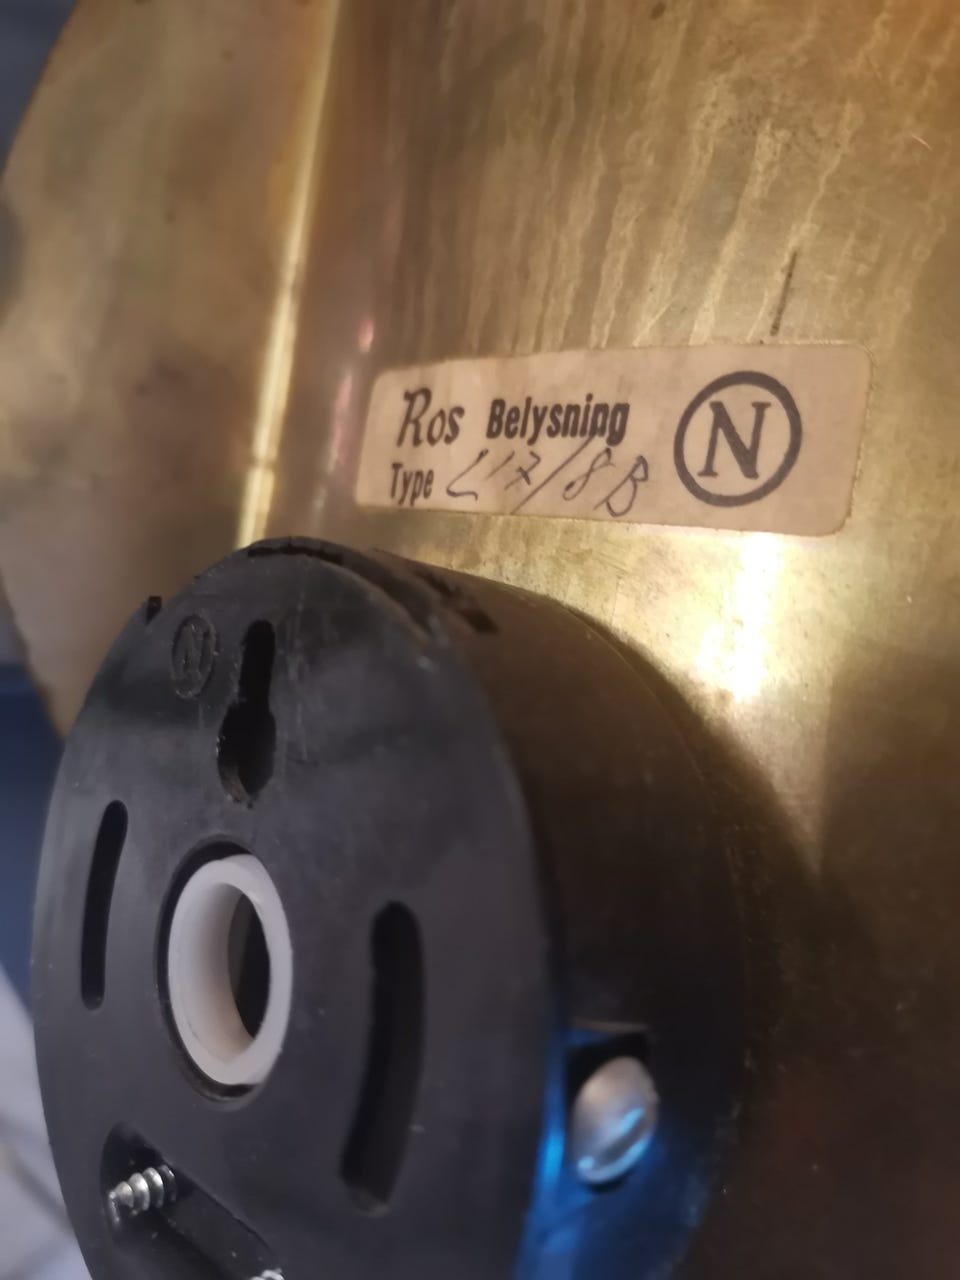 Ros Belysning N
Type L17/8B
N